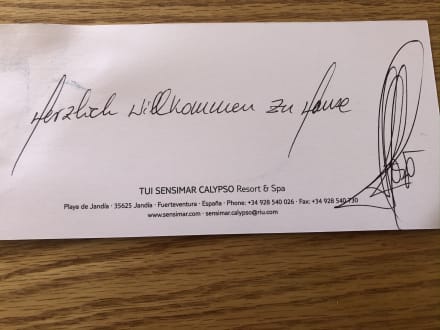 Herzlich Willkommen zu Hause
TUI SENSIMAR CALYPSO Resort & Spa
Playa de Jandía · 35625 Jandía · Fuerteventura · España · Phone: +34 928 540 026 · Fax: +34 928 540 730
www.sensimar.com · sensimar.calypso@riu.com